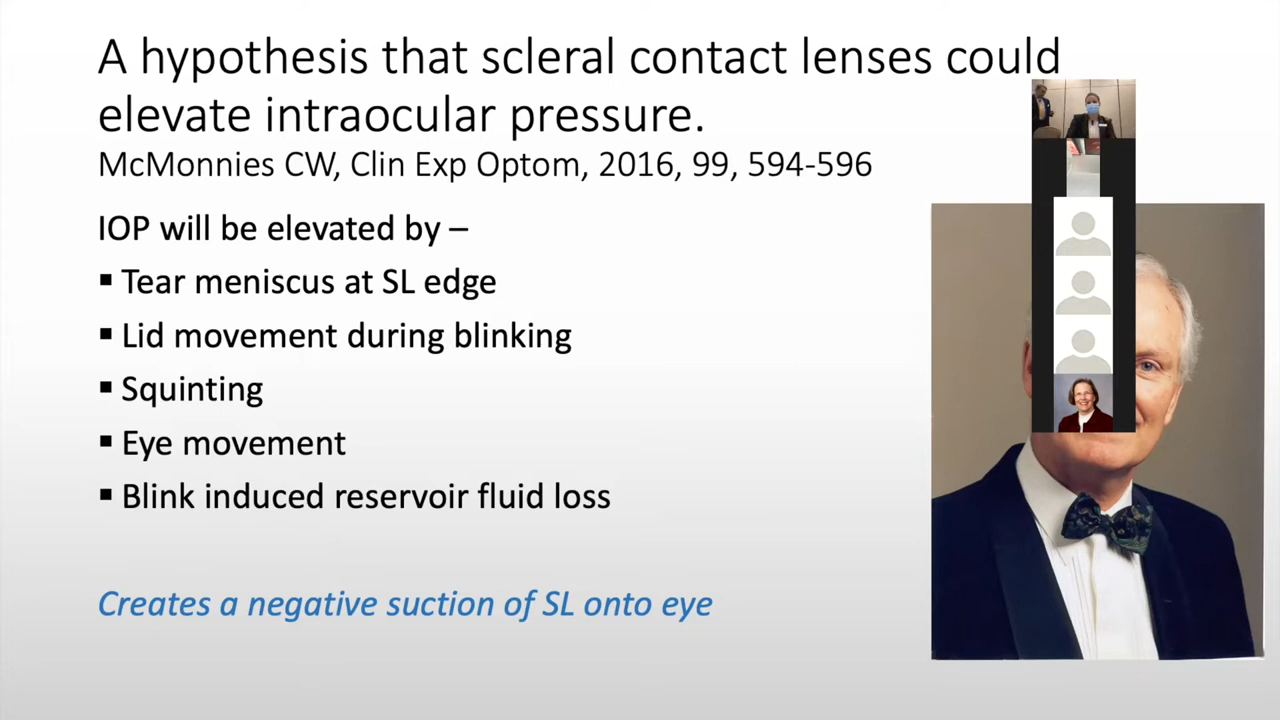 A hypothesis that scleral contact lenses could
elevate intraocular pressure.
McMonnies CW, Clin Exp Optom, 2016, 99, 594-596
IOP will be elevated by –
▪ Tear meniscus at SL edge
▪ Lid movement during blinking
▪ Squinting
▪ Eye movement
▪ Blink induced reservoir fluid loss
Creates a negative suction of SL onto eye